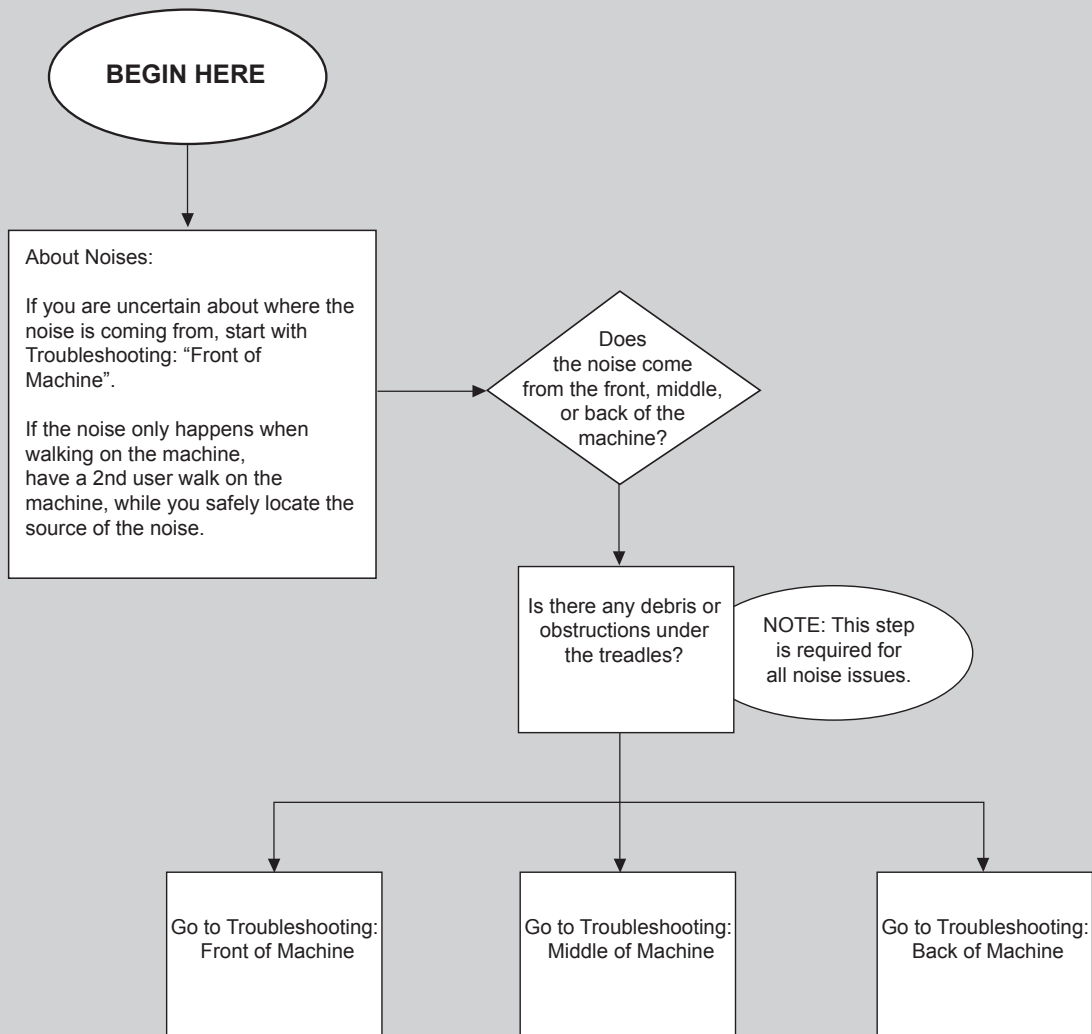 BEGIN HERE
About Noises:
If you are uncertain about where the
noise is coming from, start with
Troubleshooting: “Front of
Machine”.
If the noise only happens when
walking on the machine,
have a 2nd user walk on the
machine, while you safely locate the
source of the noise.
Does
the noise come
from the front, middle,
or back of the
machine?
Is there any debris or
obstructions under
the treadles?
NOTE: This step
is required for
all noise issues.
Go to Troubleshooting:
Front of Machine
Go to Troubleshooting:
Middle of Machine
Go to Troubleshooting:
Back of Machine